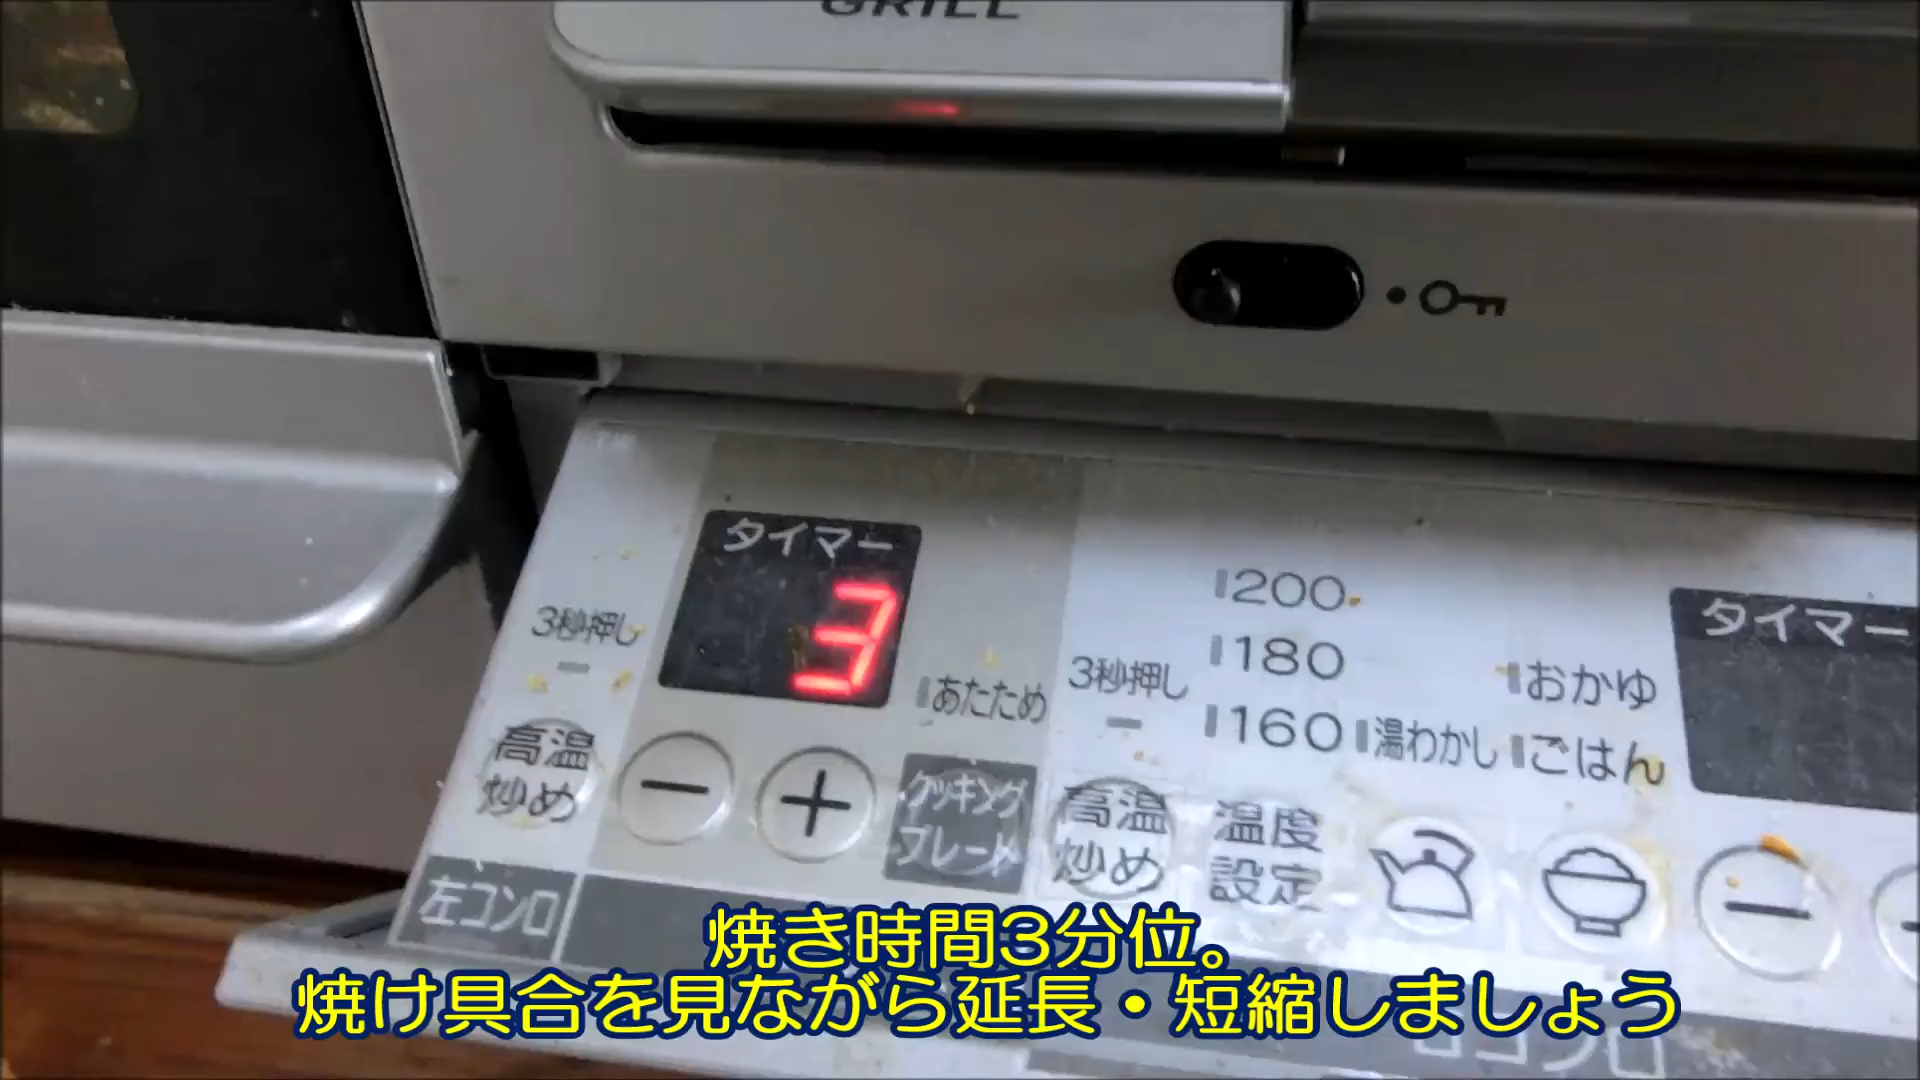 GRILL
タイマー
3
3秒押し
高温
炒め
−
+
あたため
クッキング
プレート
左コンロ
3秒押し
高温
炒め
200
180
160
温度
設定
湯わかし
おかゆ
ごはん
タイマー
−
焼き時間3分位。
焼け具合を見ながら延長・短縮しましょう